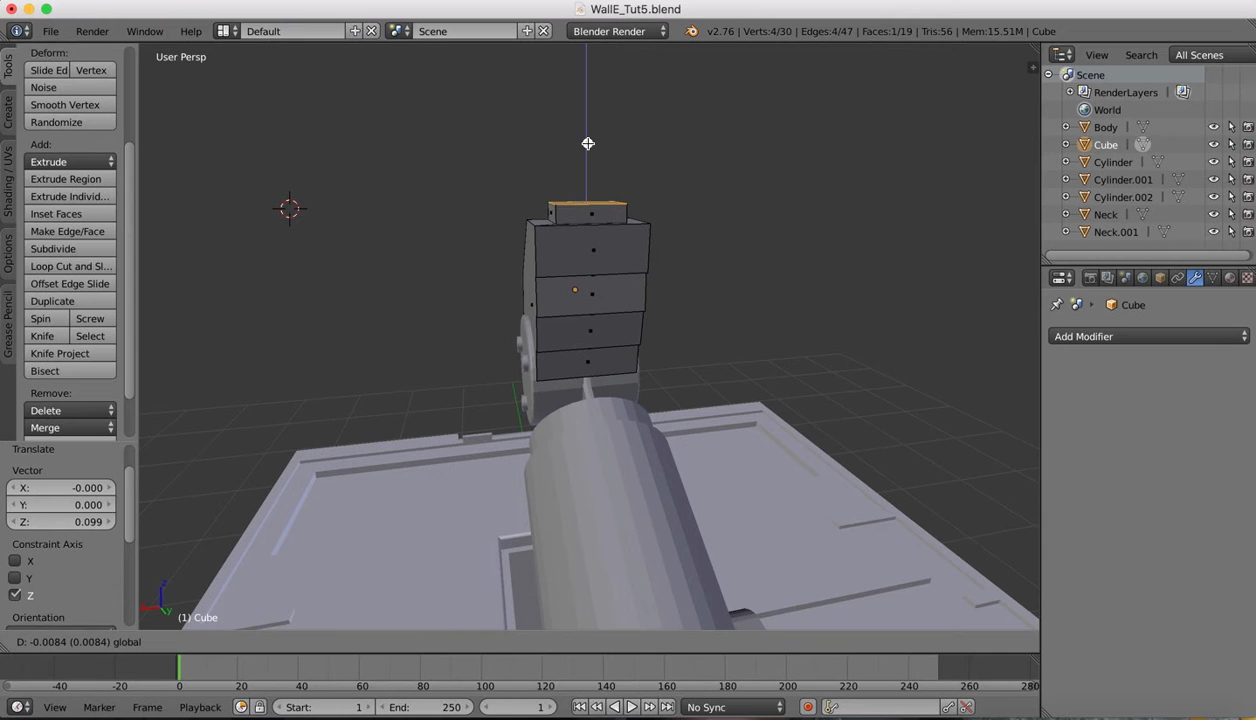 WallE_Tut5.blend
File Render Window Help Default Scene Blender Render v2.76 | Verts:4/30 | Edges:4/47 | Faces:1/19 | Tris:56 | Mem:15.51M | Cube
View Search All Scenes
Tools
Create
Shading / UVs
Options
Grease Pencil
Deform:
Slide Ed Vertex
Noise
Smooth Vertex
Randomize
Add:
Extrude
Extrude Region
Extrude Individ...
Inset Faces
Make Edge/Face
Subdivide
Loop Cut and Sl...
Offset Edge Slide
Duplicate
Spin Screw
Knife Select
Knife Project
Bisect
Remove:
Delete
Merge
Translate
Vector
X: -0.000
Y: 0.000
Z: 0.099
Constraint Axis
X
Y
Z
Orientation
User Persp
z
y
(1) Cube
D: -0.0084 (0.0084) global
Scene
RenderLayers
World
Body
Cube
Cylinder
Cylinder.001
Cylinder.002
Neck
Neck.001
Cube
Add Modifier
-40 -20 0 20 40 60 80 100 120 140 160 180 200 220 240 260 280
View Marker Frame Playback Start: 1 End: 250 1 No Sync